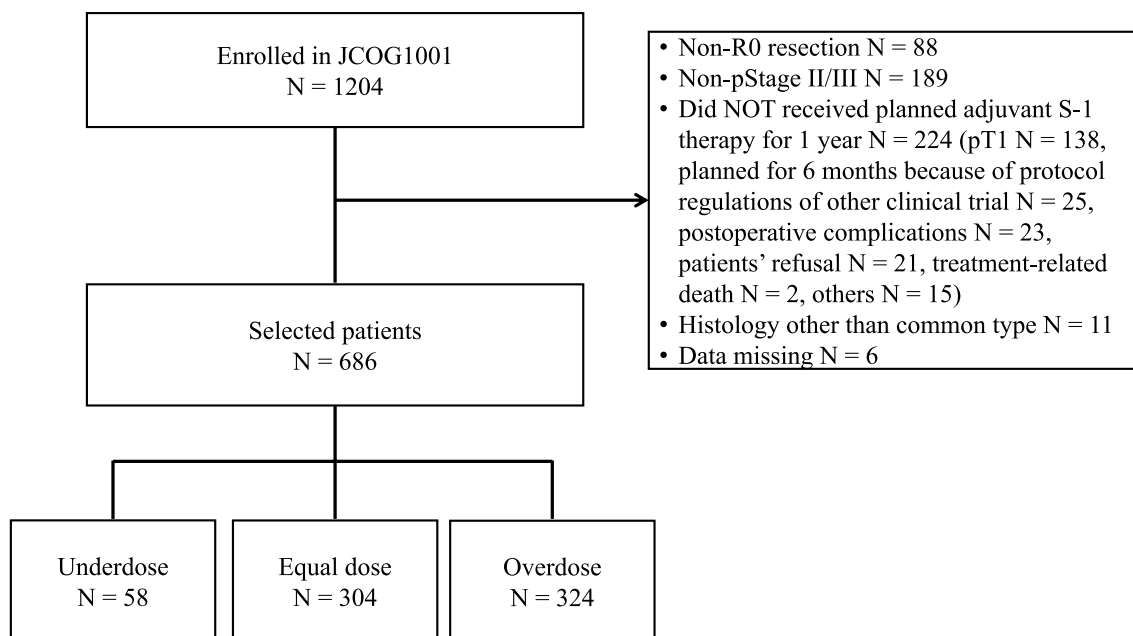 Enrolled in JCOG1001
N = 1204
• Non-R0 resection N = 88
• Non-pStage II/III N = 189
• Did NOT received planned adjuvant S-1
therapy for 1 year N = 224 (pT1 N = 138,
planned for 6 months because of protocol
regulations of other clinical trial N = 25,
postoperative complications N = 23,
patients’ refusal N = 21, treatment-related
death N = 2, others N = 15)
• Histology other than common type N = 11
• Data missing N = 6
Selected patients
N = 686
Underdose
N = 58
Equal dose
N = 304
Overdose
N = 324